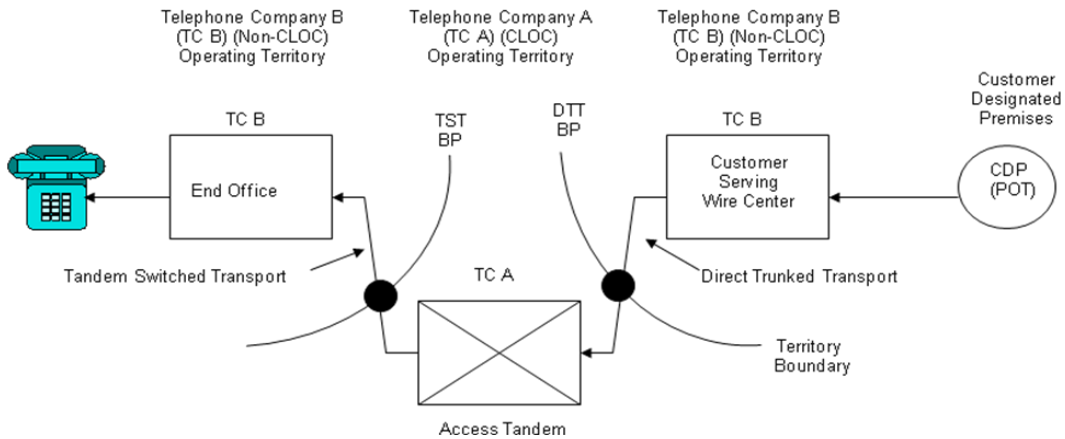 Telephone Company B
(TC B) (Non-CLOC)
Operating Territory
Telephone Company A
(TC A) (CLOC)
Operating Territory
Telephone Company B
(TC B) (Non-CLOC)
Operating Territory
Customer
Designated
Premises
TC B
TST
BP
DTT
BP
TC B
End Office
Customer
Serving
Wire Center
CDP
(POT)
Tandem Switched Transport
TC A
Direct Trunked Transport
Territory
Boundary
Access Tandem